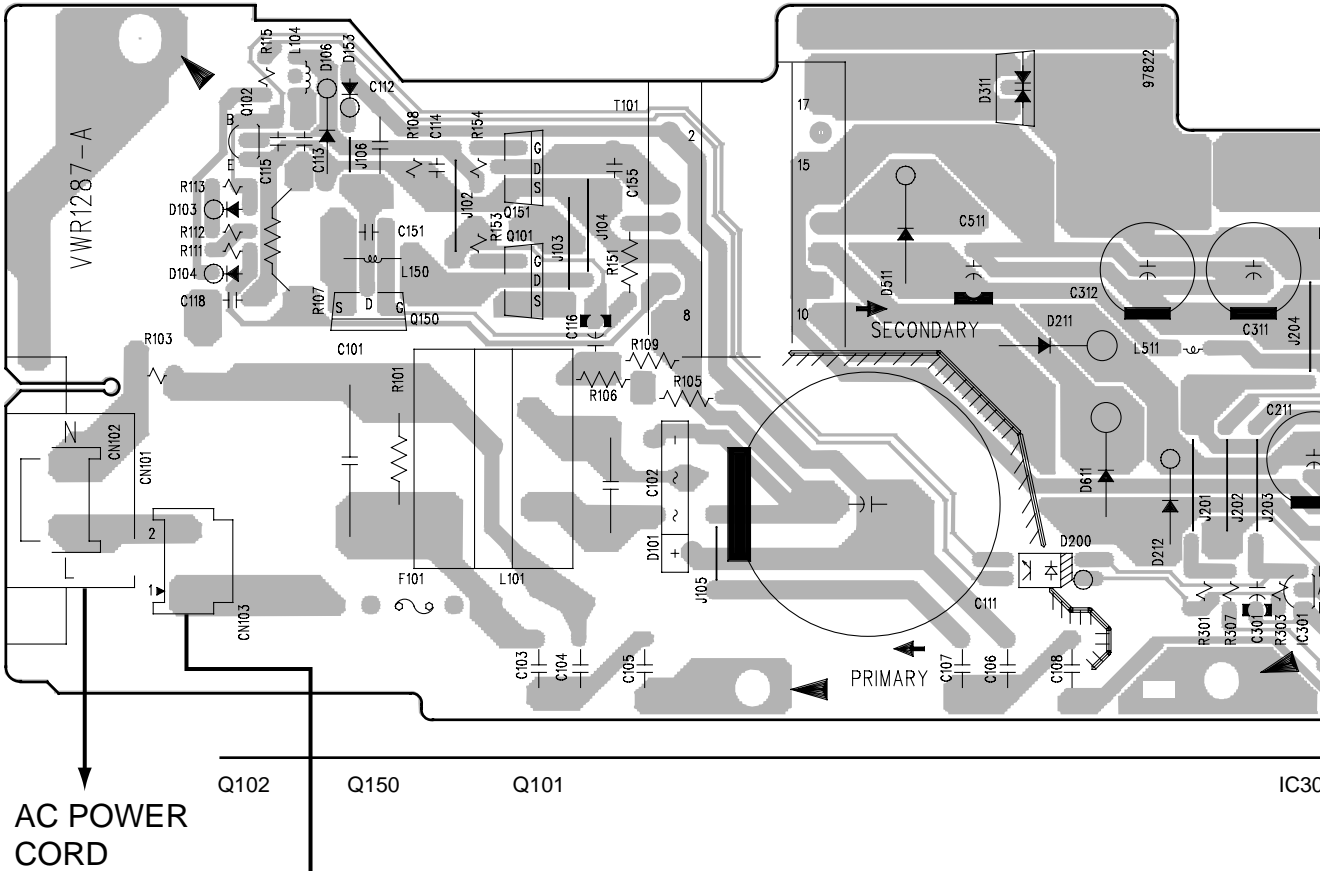 R115
L104
D106
D153
C112
Q102
B
E
C115
C113
J106
R108
C114
R154
T101
2
8
17
15
10
D311
97822
VWR1287-A
R113
D103
R112
R111
D104
C118
R107
C151
L150
S D G
Q150
J102
R153
G
D
S
Q151
Q101
G
D
S
J103
J104
C155
R151
C116
C511
D511
SECONDARY
C312
C311
J204
D211
L511
C211
R103
C101
R101
R109
R106
R105
N
CN102
CN101
L
2
1
CN103
F101
L101
C102
D101
-
~
~
+
J105
C111
D611
D212
J201
J202
J203
D200
R301
R307
C301
R303
IC301
C103
C104
C105
PRIMARY
C107
C106
C108
Q102
Q150
Q101
IC30
AC POWER
CORD